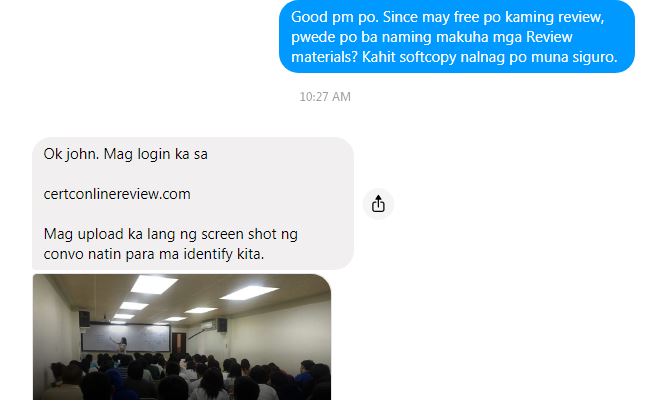 Good pm po. Since may free po kaming review,
pwede po ba naming makuha mga Review
materials? Kahit softcopy nalnag po muna siguro.
10:27 AM
Ok john. Mag login ka sa
certconlinereview.com
Mag upload ka lang ng screen shot ng
convo natin para ma identify kita.